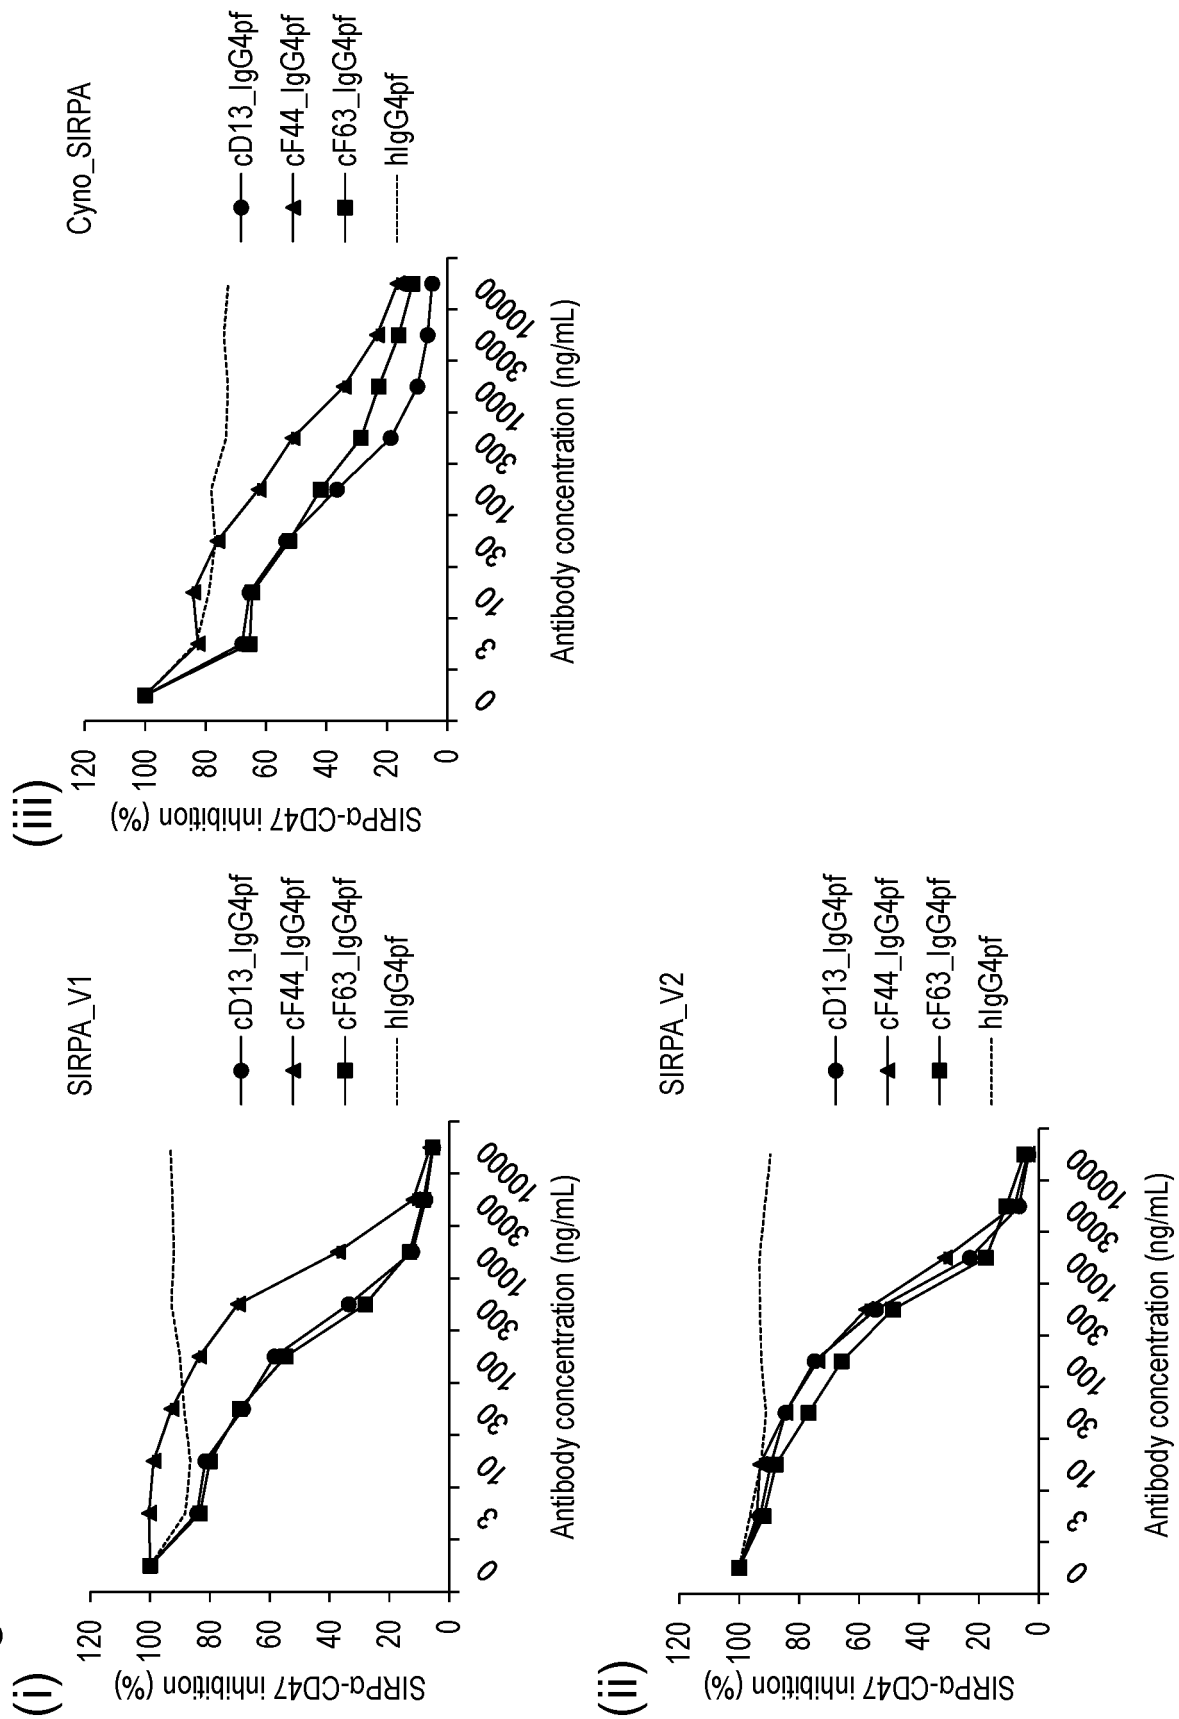 (i)
SIRPA_V1
SIRPα-CD47 inhibition (%)
120
100
80
60
40
20
0
0 3 10 30 100 300 1000 3000 10000
Antibody concentration (ng/mL)
cD13_IgG4pf
cF44_IgG4pf
cF63_IgG4pf
hIgG4pf
(ii)
SIRPA_V2
SIRPα-CD47 inhibition (%)
120
100
80
60
40
20
0
0 3 10 30 100 300 1000 3000 10000
Antibody concentration (ng/mL)
cD13_IgG4pf
cF44_IgG4pf
cF63_IgG4pf
hIgG4pf
(iii)
Cyno_SIRPA
SIRPα-CD47 inhibition (%)
120
100
80
60
40
20
0
0 3 10 30 100 300 1000 3000 10000
Antibody concentration (ng/mL)
cD13_IgG4pf
cF44_IgG4pf
cF63_IgG4pf
hIgG4pf